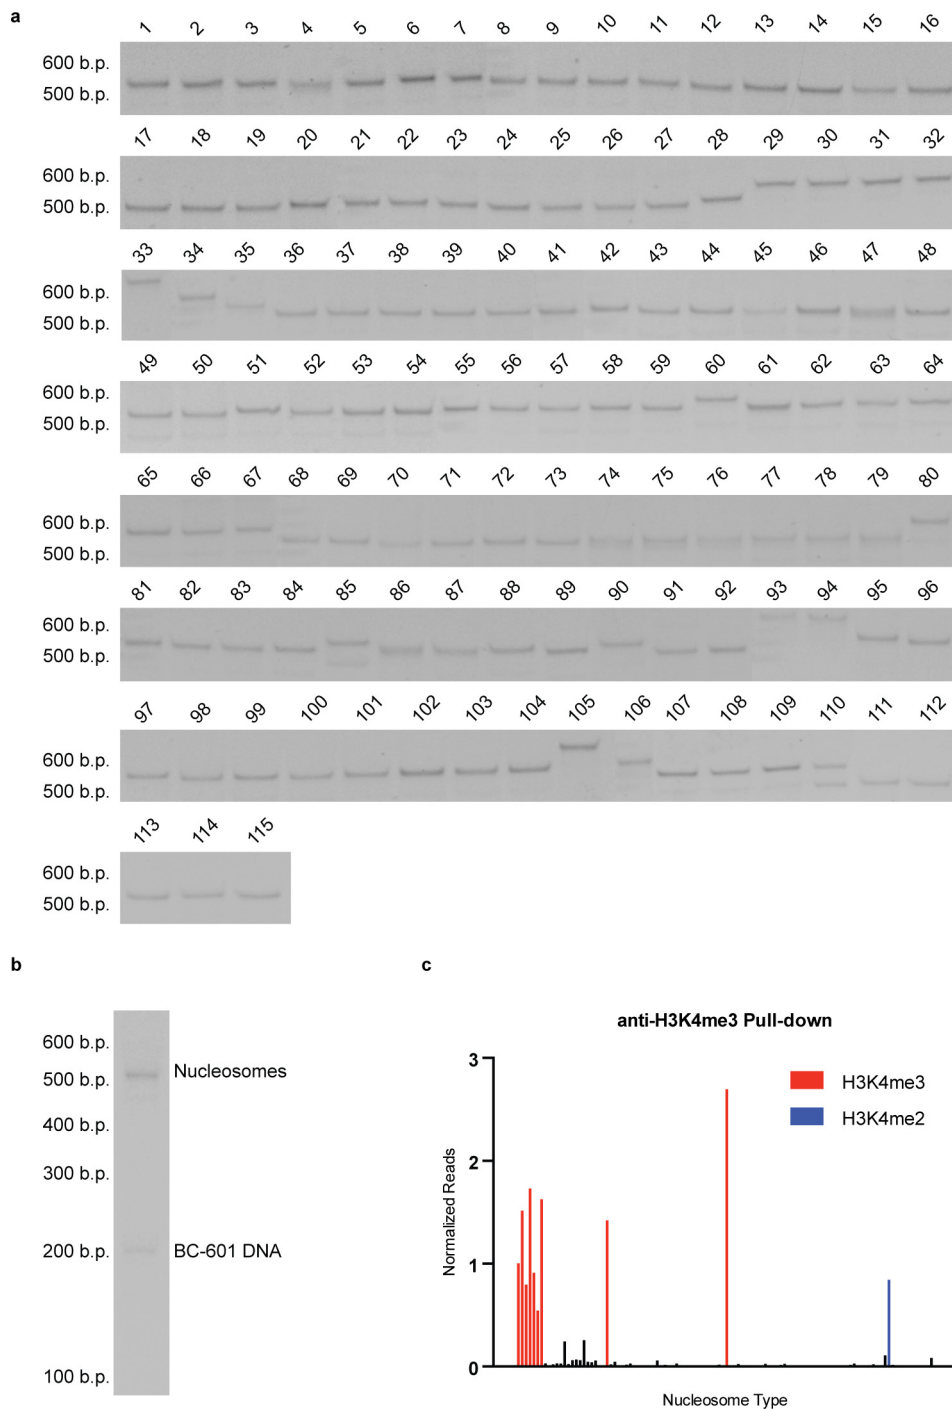 a
1 2 3 4 5 6 7 8 9 10 11 12 13 14 15 16
600 b.p.
500 b.p.
17 18 19 20 21 22 23 24 25 26 27 28 29 30 31 32
600 b.p.
500 b.p.
33 34 35 36 37 38 39 40 41 42 43 44 45 46 47 48
600 b.p.
500 b.p.
49 50 51 52 53 54 55 56 57 58 59 60 61 62 63 64
600 b.p.
500 b.p.
65 66 67 68 69 70 71 72 73 74 75 76 77 78 79 80
600 b.p.
500 b.p.
81 82 83 84 85 86 87 88 89 90 91 92 93 94 95 96
600 b.p.
500 b.p.
97 98 99 100 101 102 103 104 105 106 107 108 109 110 111 112
600 b.p.
500 b.p.
113 114 115
600 b.p.
500 b.p.
b
600 b.p.
Nucleosomes
500 b.p.
400 b.p.
300 b.p.
200 b.p.
BC-601 DNA
100 b.p.
c
anti-H3K4me3 Pull-down
3
2
1
0
Normalized Reads
H3K4me3
H3K4me2
Nucleosome Type